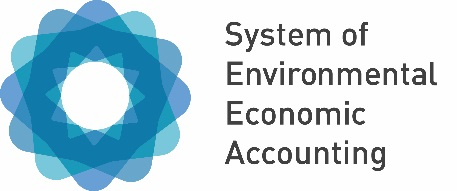 System of
Environmental
Economic
Accounting